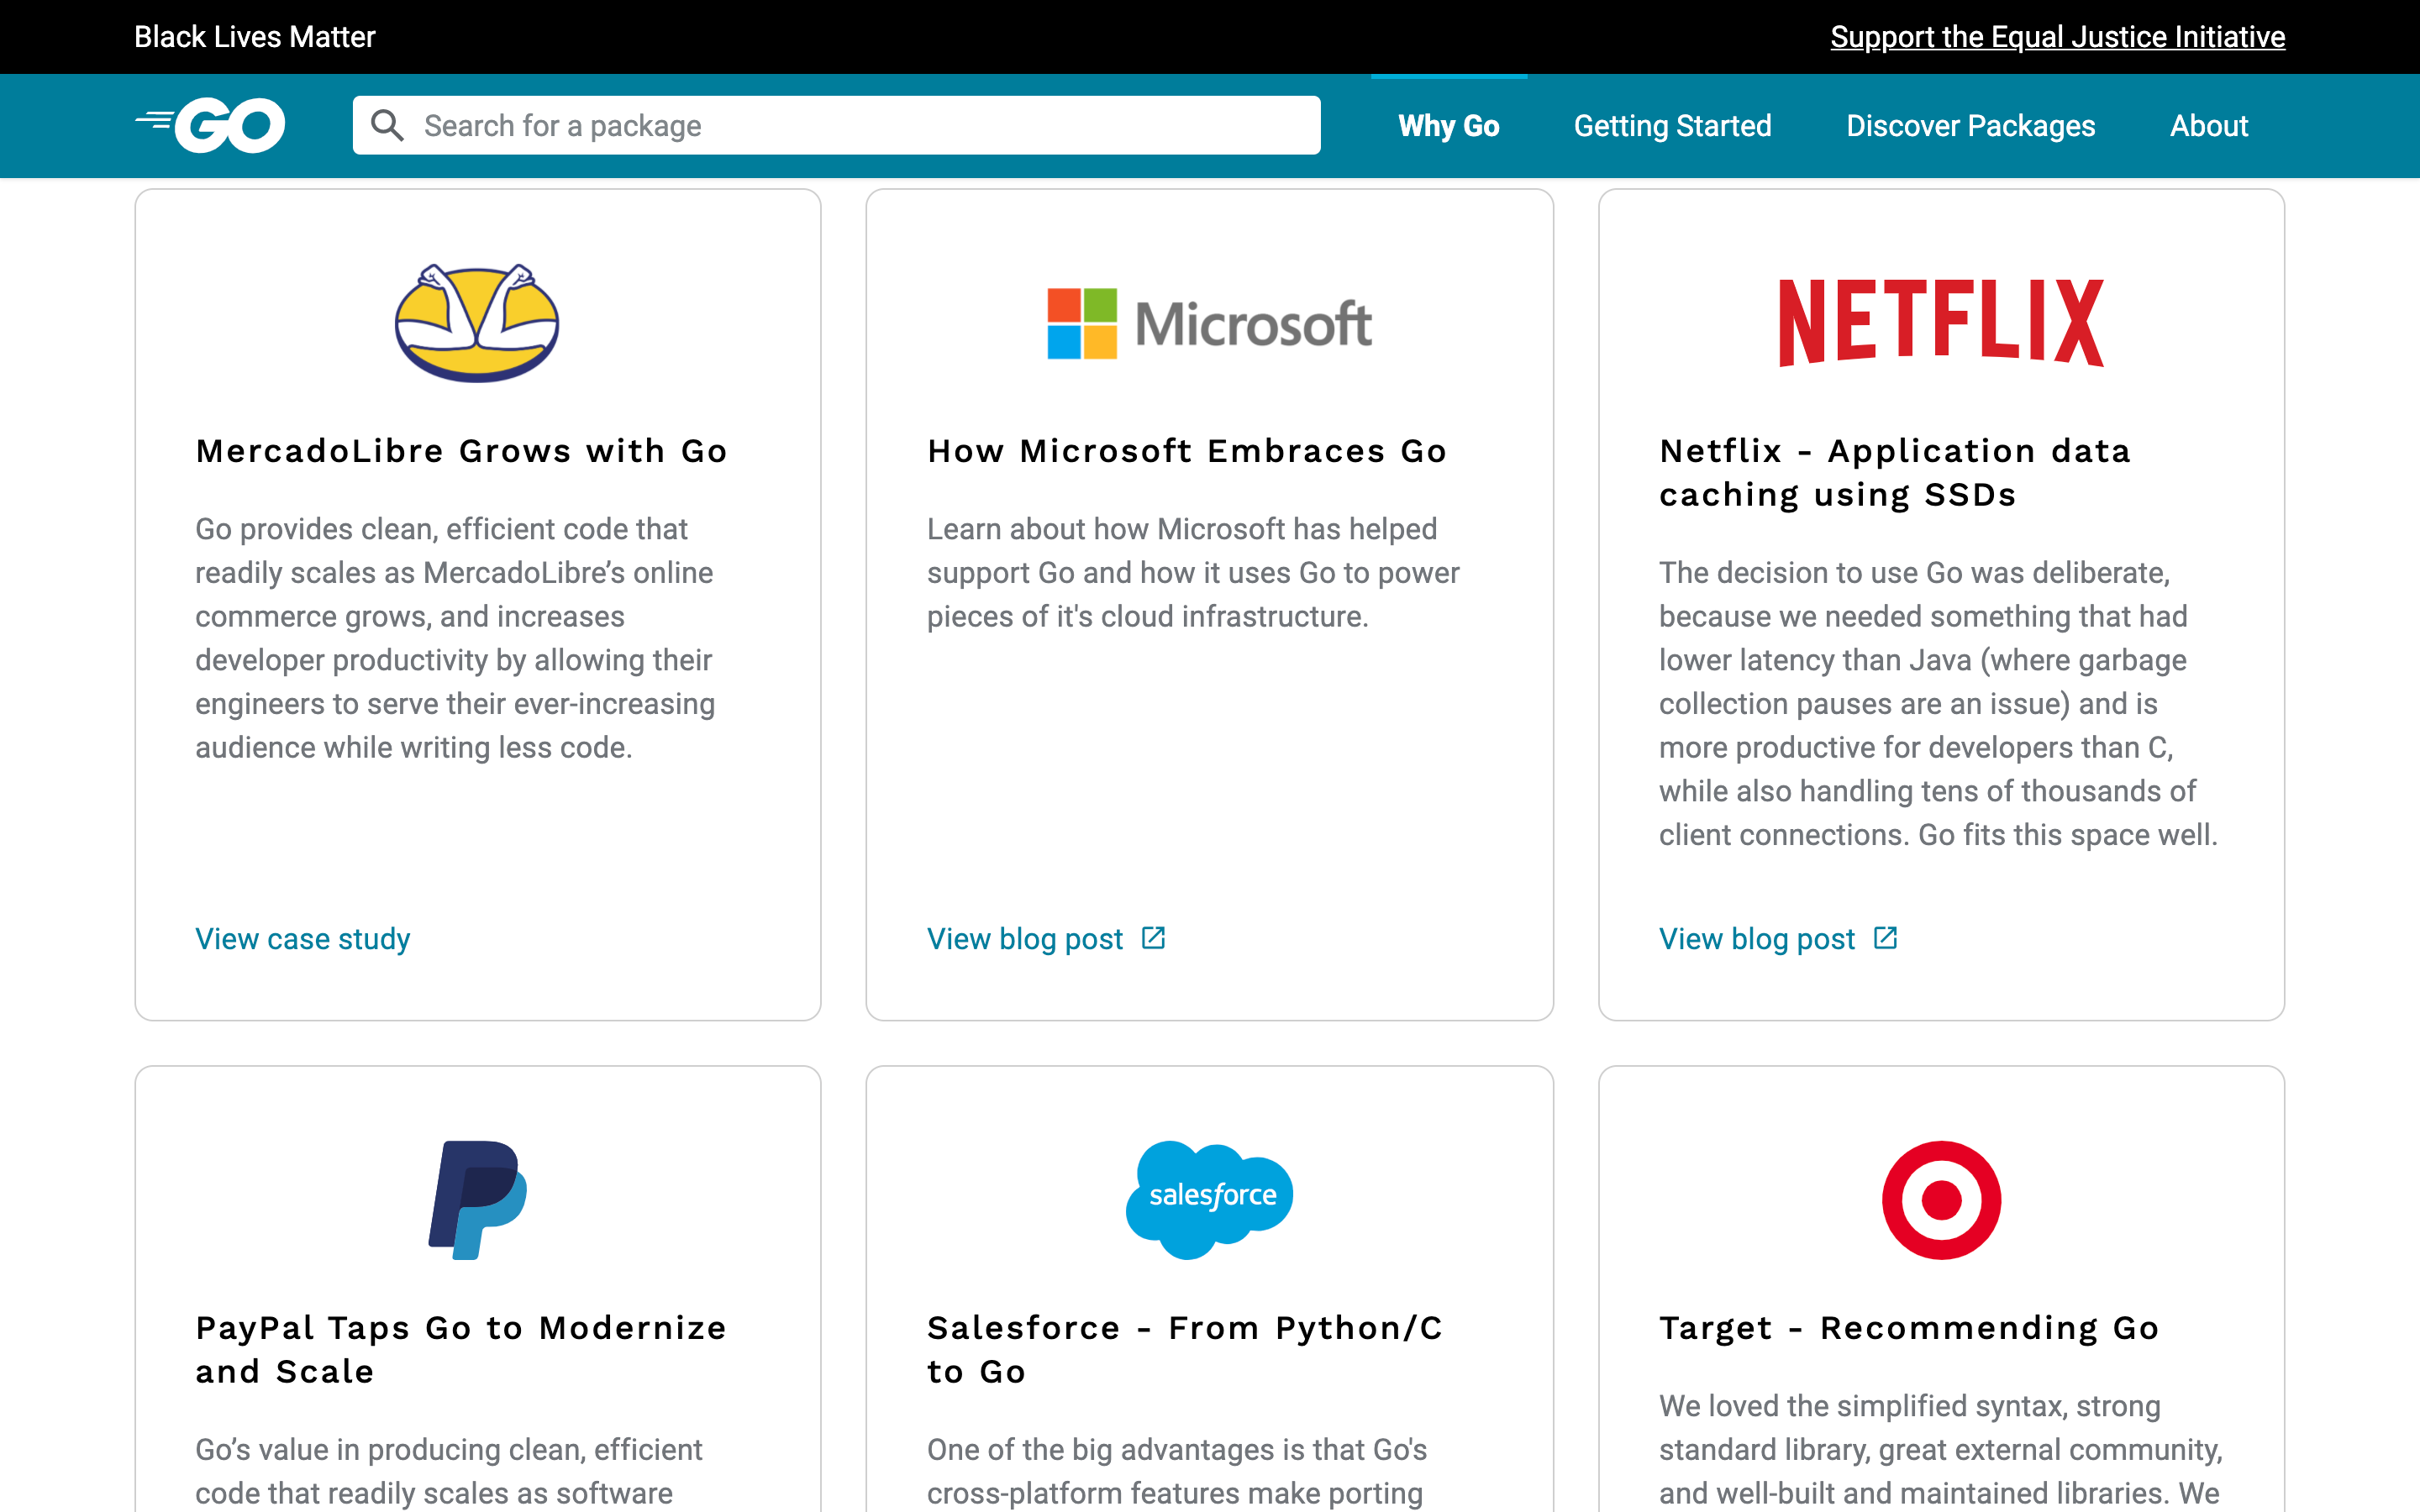 Black Lives Matter
Support the Equal Justice Initiative
GO
Search for a package
Why Go
Getting Started
Discover Packages
About
MercadoLibre Grows with Go
Go provides clean, efficient code that
readily scales as MercadoLibre’s online
commerce grows, and increases
developer productivity by allowing their
engineers to serve their ever-increasing
audience while writing less code.
View case study
Microsoft
How Microsoft Embraces Go
Learn about how Microsoft has helped
support Go and how it uses Go to power
pieces of it's cloud infrastructure.
View blog post
NETFLIX
Netflix - Application data
caching using SSDs
The decision to use Go was deliberate,
because we needed something that had
lower latency than Java (where garbage
collection pauses are an issue) and is
more productive for developers than C,
while also handling tens of thousands of
client connections. Go fits this space well.
View blog post
PayPal Taps Go to Modernize
and Scale
Go’s value in producing clean, efficient
code that readily scales as software
salesforce
Salesforce - From Python/C
to Go
One of the big advantages is that Go's
cross-platform features make porting
Target - Recommending Go
We loved the simplified syntax, strong
standard library, great external community,
and well-built and maintained libraries. We